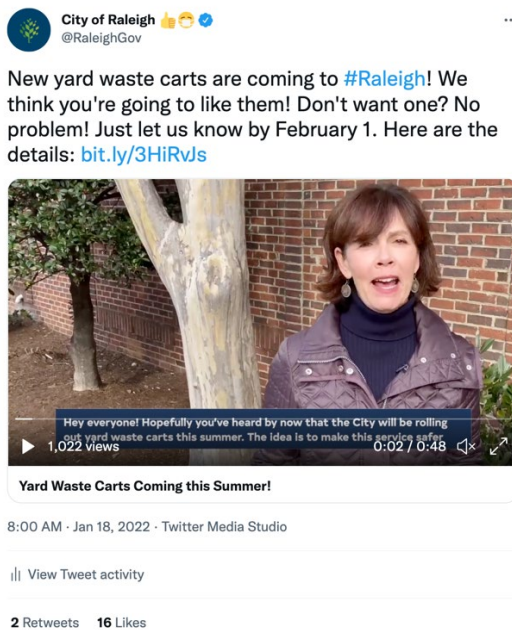 City of Raleigh 👍😷
@RaleighGov
New yard waste carts are coming to #Raleigh! We
think you're going to like them! Don't want one? No
problem! Just let us know by February 1. Here are the
details: bit.ly/3HiRvJs
Hey everyone! Hopefully you've heard by now that the City will be rolling
out yard waste carts this summer. The idea is to make this service safer
1,022 views 0:02 / 0:48
Yard Waste Carts Coming this Summer!
8:00 AM · Jan 18, 2022 · Twitter Media Studio
View Tweet activity
2 Retweets 16 Likes